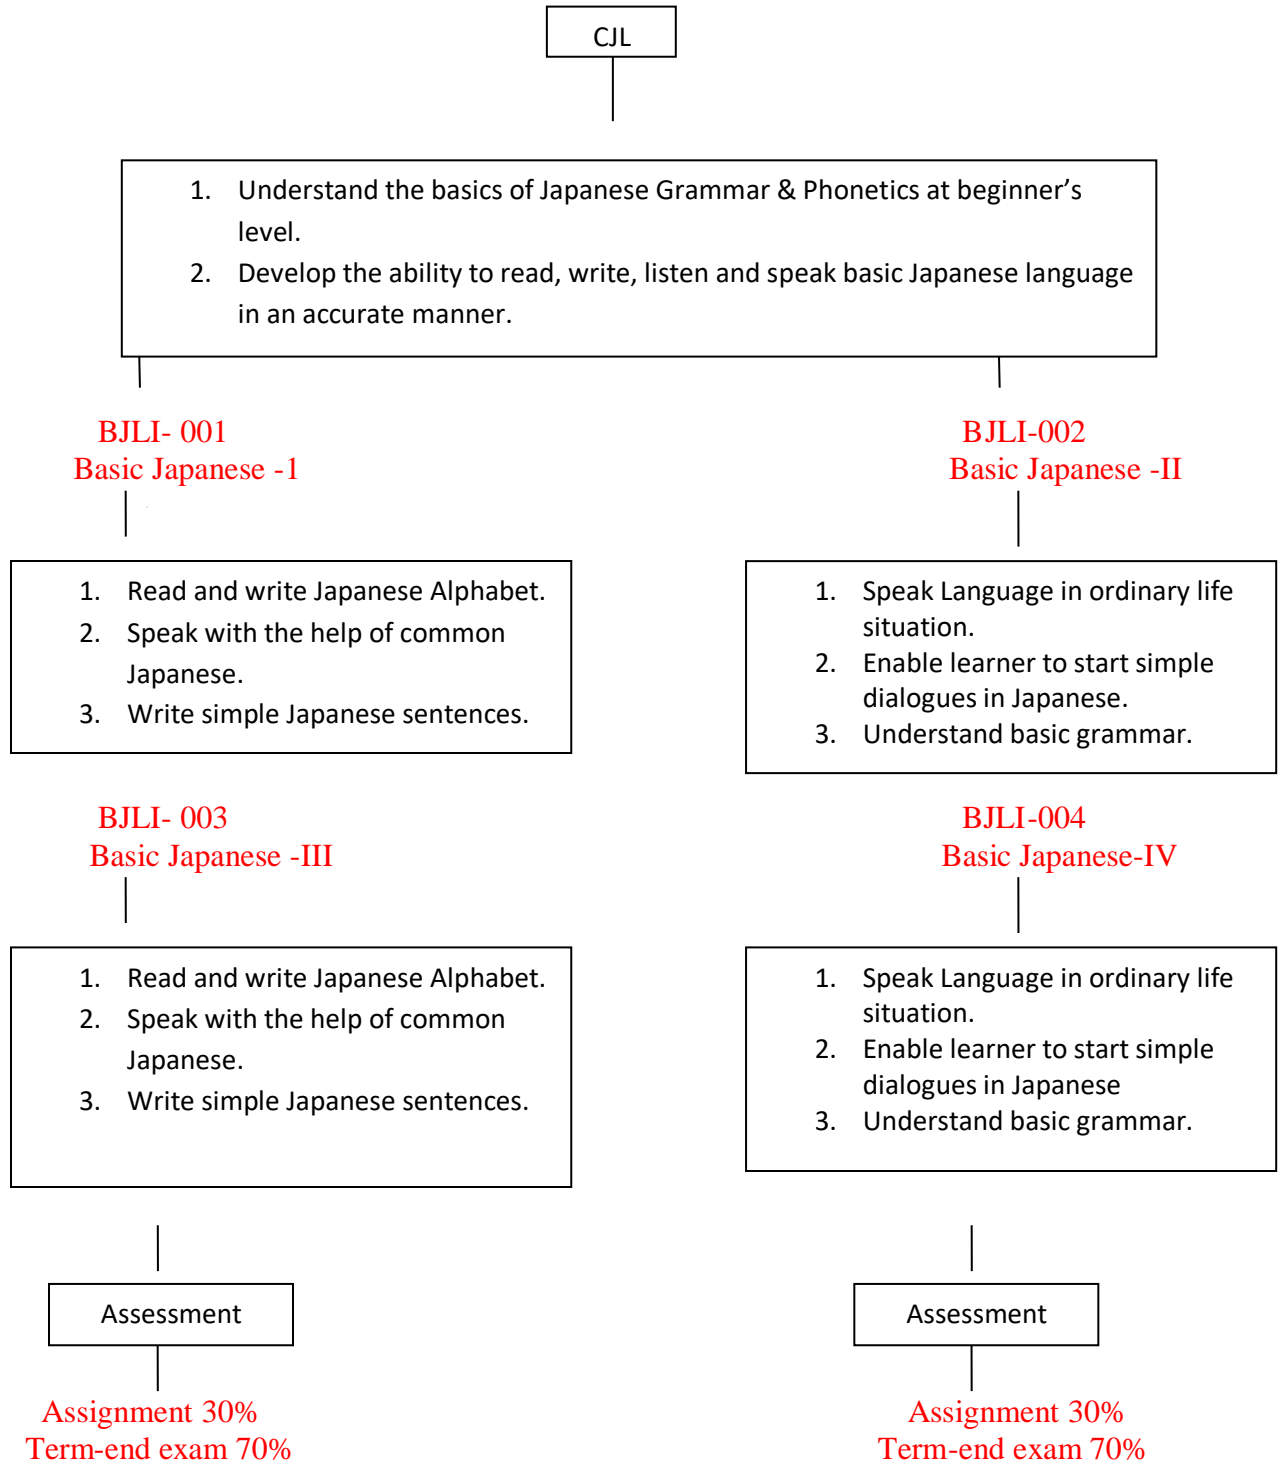 CJL
1. Understand the basics of Japanese Grammar & Phonetics at beginner’s
level.
2. Develop the ability to read, write, listen and speak basic Japanese language
in an accurate manner.
BJLI- 001
Basic Japanese -1
BJLI-002
Basic Japanese -II
1. Read and write Japanese Alphabet.
2. Speak with the help of common
Japanese.
3. Write simple Japanese sentences.
1. Speak Language in ordinary life
situation.
2. Enable learner to start simple
dialogues in Japanese.
3. Understand basic grammar.
BJLI- 003
Basic Japanese -III
BJLI-004
Basic Japanese-IV
1. Read and write Japanese Alphabet.
2. Speak with the help of common
Japanese.
3. Write simple Japanese sentences.
1. Speak Language in ordinary life
situation.
2. Enable learner to start simple
dialogues in Japanese
3. Understand basic grammar.
Assessment
Assignment 30%
Term-end exam 70%
Assessment
Assignment 30%
Term-end exam 70%